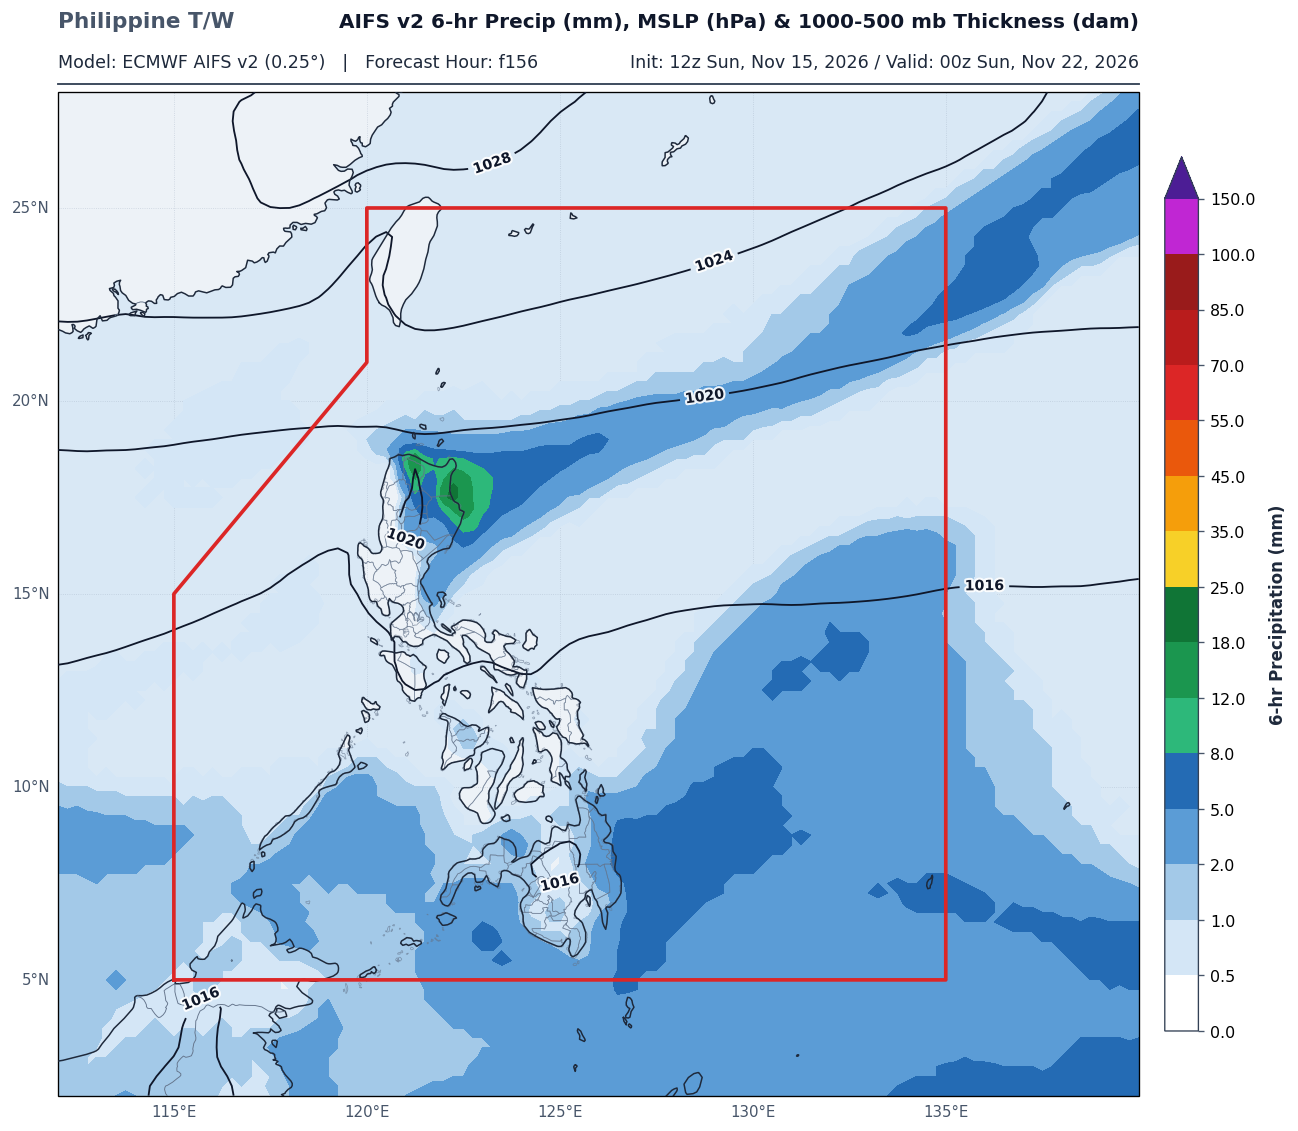 Philippine T/W
AIFS v2 6-hr Precip (mm), MSLP (hPa) & 1000-500 mb Thickness (dam)
Model: ECMWF AIFS v2 (0.25°)   |   Forecast Hour: f156
Init: 12z Sun, Nov 15, 2026 / Valid: 00z Sun, Nov 22, 2026
1028
25°N
1024
20°N
1020
1020
15°N
1016
10°N
1016
5°N
1016
115°E
120°E
125°E
130°E
135°E
150.0
100.0
85.0
70.0
55.0
45.0
35.0
25.0
18.0
12.0
8.0
5.0
2.0
1.0
0.5
0.0
6-hr Precipitation (mm)